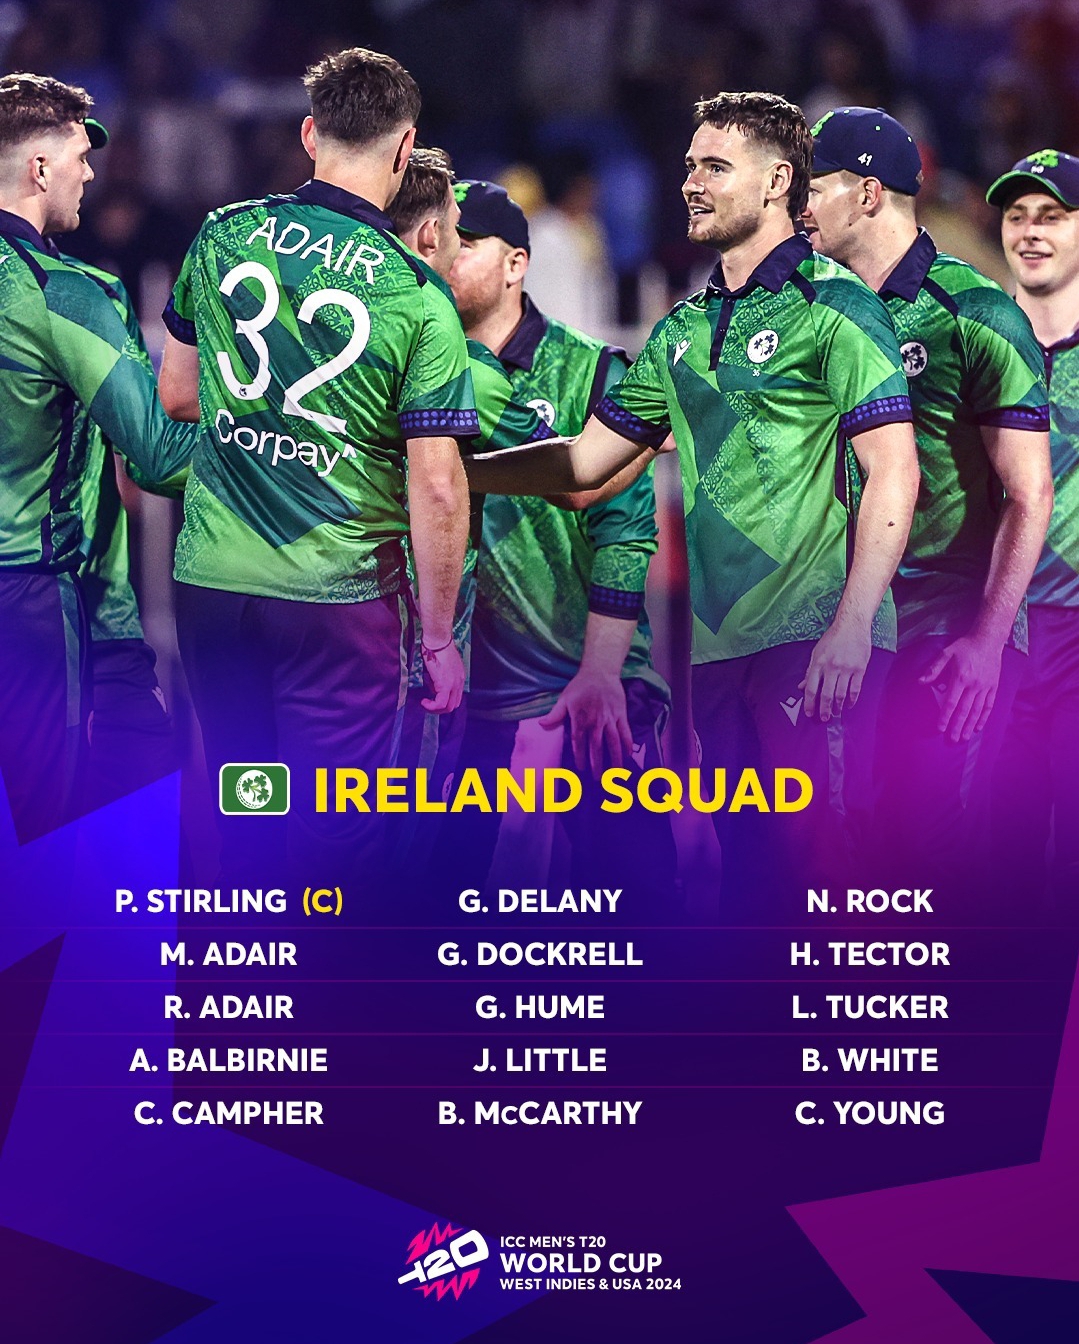 41
ADAIR
32
Corpay^
IRELAND SQUAD
P. STIRLING (C)
M. ADAIR
R. ADAIR
A. BALBIRNIE
C. CAMPHER
G. DELANY
G. DOCKRELL
G. HUME
J. LITTLE
B. McCARTHY
N. ROCK
H. TECTOR
L. TUCKER
B. WHITE
C. YOUNG
T20
ICC MEN'S T20
WORLD CUP
WEST INDIES & USA 2024